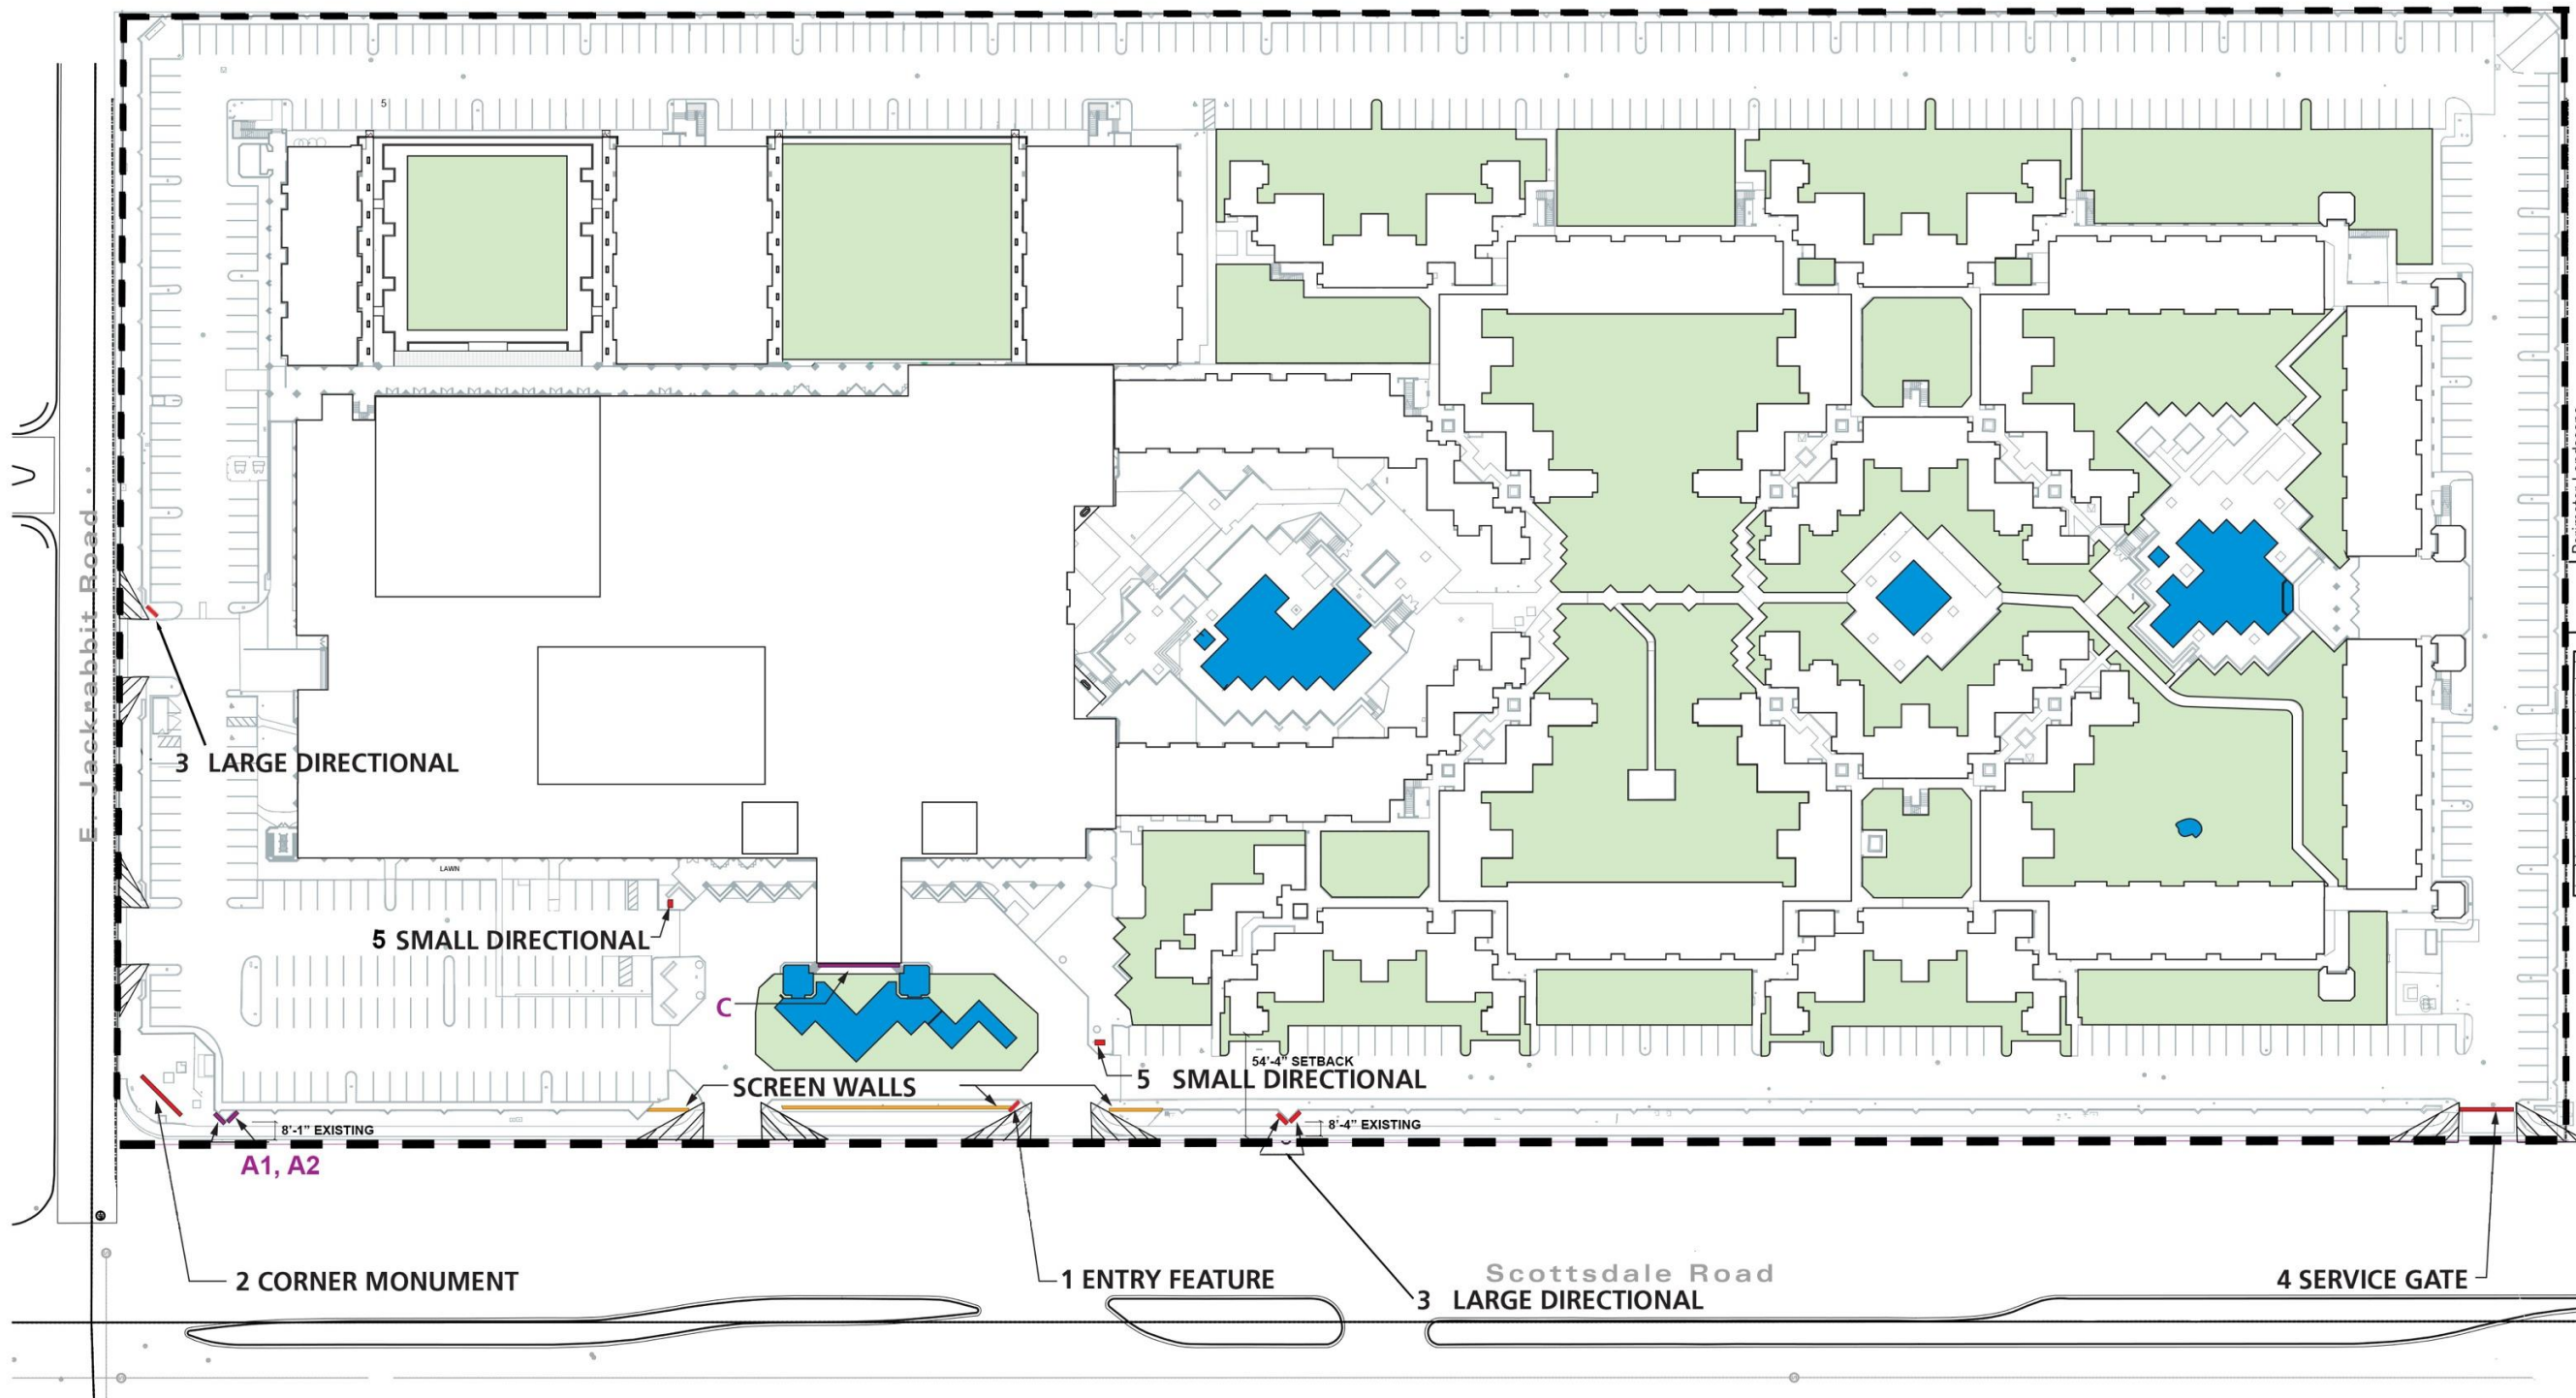 5
E. Jackrabbit Road
3 LARGE DIRECTIONAL
LAWN
5 SMALL DIRECTIONAL
C
54'-4" SETBACK
5 SMALL DIRECTIONAL
SCREEN WALLS
8'-1" EXISTING
8'-4" EXISTING
A1, A2
2 CORNER MONUMENT
1 ENTRY FEATURE
Scottsdale Road
3 LARGE DIRECTIONAL
4 SERVICE GATE